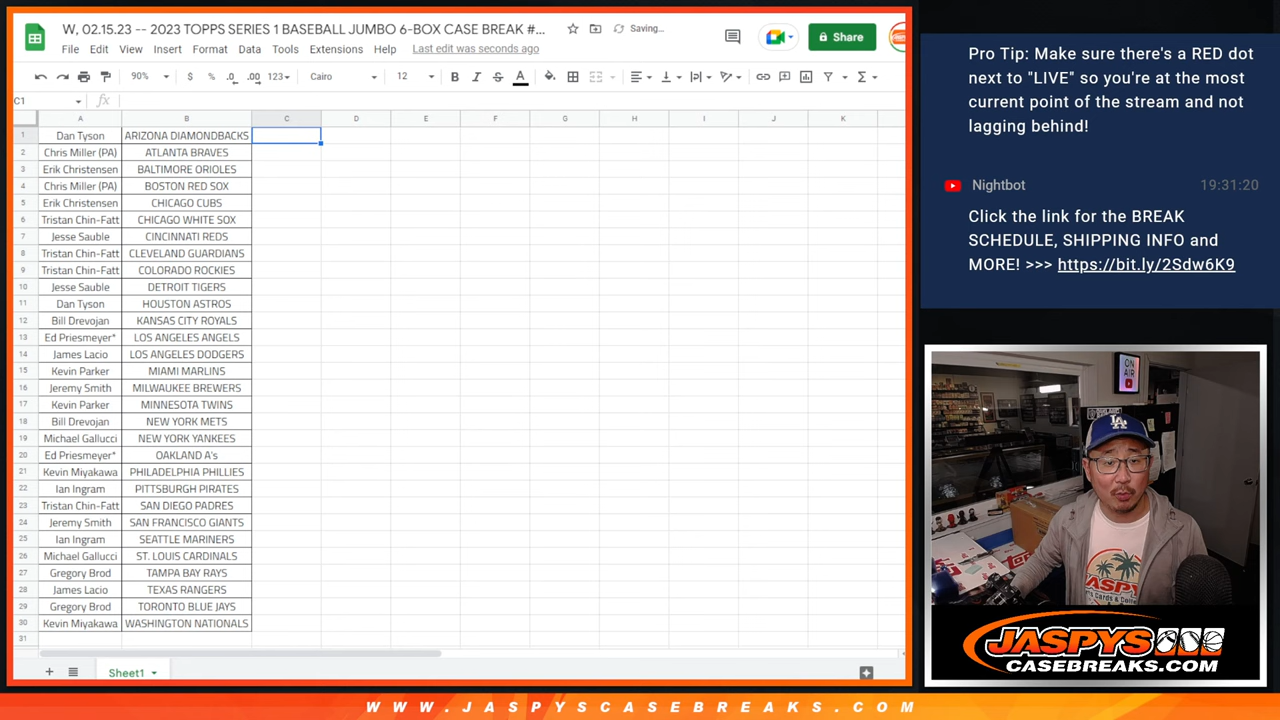 W, 02.15.23 -- 2023 TOPPS SERIES 1 BASEBALL JUMBO 6-BOX CASE BREAK #...
Saving...
Share
File Edit View Insert Format Data Tools Extensions Help Last edit was seconds ago
90% $ % .0 .00 123 Cairo 12 B I S A
C1 fx
A B C D E F G H I J K
1 Dan Tyson ARIZONA DIAMONDBACKS
2 Chris Miller (PA) ATLANTA BRAVES
3 Erik Christensen BALTIMORE ORIOLES
4 Chris Miller (PA) BOSTON RED SOX
5 Erik Christensen CHICAGO CUBS
6 Tristan Chin-Fatt CHICAGO WHITE SOX
7 Jesse Sauble CINCINNATI REDS
8 Tristan Chin-Fatt CLEVELAND GUARDIANS
9 Tristan Chin-Fatt COLORADO ROCKIES
10 Jesse Sauble DETROIT TIGERS
11 Dan Tyson HOUSTON ASTROS
12 Bill Drevojan KANSAS CITY ROYALS
13 Ed Priesmeyer* LOS ANGELES ANGELS
14 James Lacio LOS ANGELES DODGERS
15 Kevin Parker MIAMI MARLINS
16 Jeremy Smith MILWAUKEE BREWERS
17 Kevin Parker MINNESOTA TWINS
18 Bill Drevojan NEW YORK METS
19 Michael Gallucci NEW YORK YANKEES
20 Ed Priesmeyer* OAKLAND A's
21 Kevin Miyakawa PHILADELPHIA PHILLIES
22 Ian Ingram PITTSBURGH PIRATES
23 Tristan Chin-Fatt SAN DIEGO PADRES
24 Jeremy Smith SAN FRANCISCO GIANTS
25 Ian Ingram SEATTLE MARINERS
26 Michael Gallucci ST. LOUIS CARDINALS
27 Gregory Brod TAMPA BAY RAYS
28 James Lacio TEXAS RANGERS
29 Gregory Brod TORONTO BLUE JAYS
30 Kevin Miyakawa WASHINGTON NATIONALS
31
Sheet1
Pro Tip: Make sure there's a RED dot
next to "LIVE" so you're at the most
current point of the stream and not
lagging behind!
Nightbot 19:31:20
Click the link for the BREAK
SCHEDULE, SHIPPING INFO and
MORE! >>> https://bit.ly/2Sdw6K9
ON
AIR
LA
JASPYS
JASPYS
CASEBREAKS.COM
WWW.JASPYSCASEBREAKS.COM